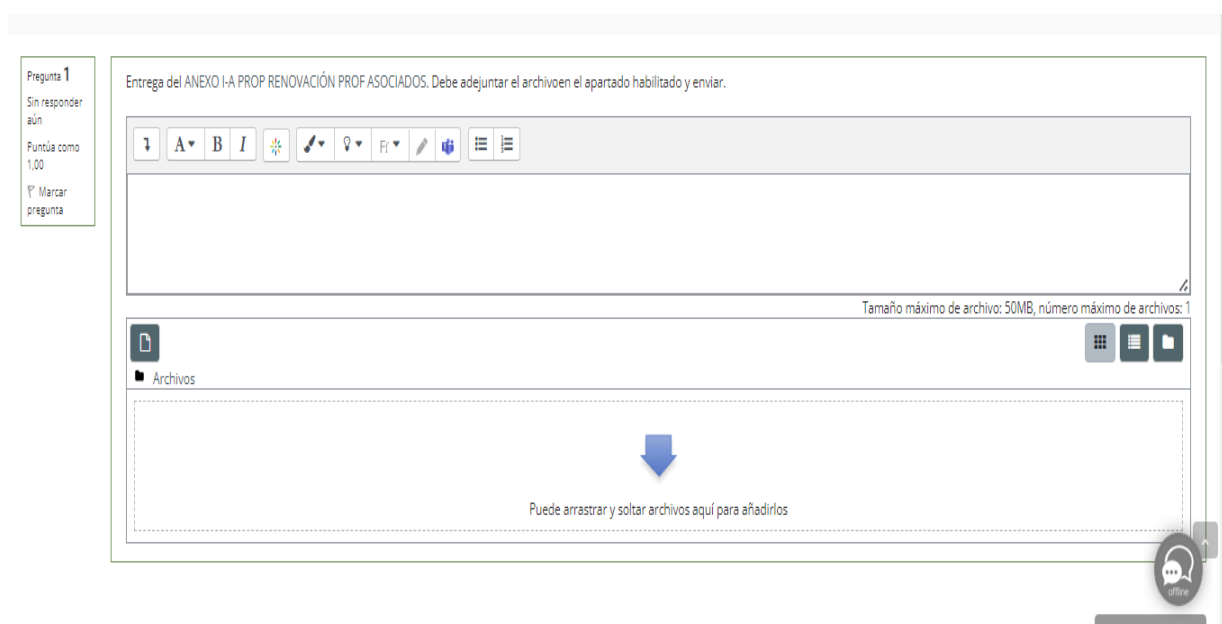 Pregunta 1
Sin responder
aún
Puntúa como
1,00
Marcar
pregunta
Entrega del ANEXO I-A PROP RENOVACIÓN PROF ASOCIADOS. Debe adejuntar el archivoen el apartado habilitado y enviar.
A B I
Tamaño máximo de archivo: 50MB, número máximo de archivos: 1
Archivos
Puede arrastrar y soltar archivos aquí para añadirlos
offline